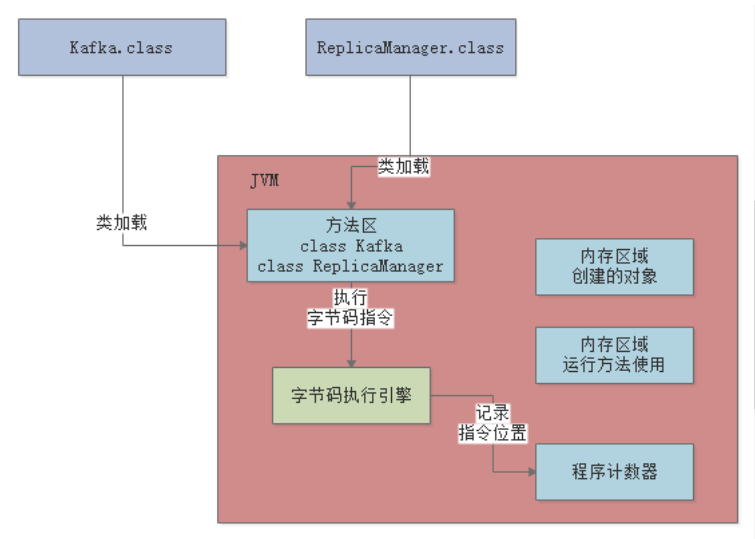 Kafka.class
ReplicaManager.class
类加载
JVM
类加载
方法区
class Kafka
class ReplicaManager
内存区域
创建的对象
执行
字节码指令
内存区域
运行方法使用
字节码执行引擎
记录
指令位置
程序计数器